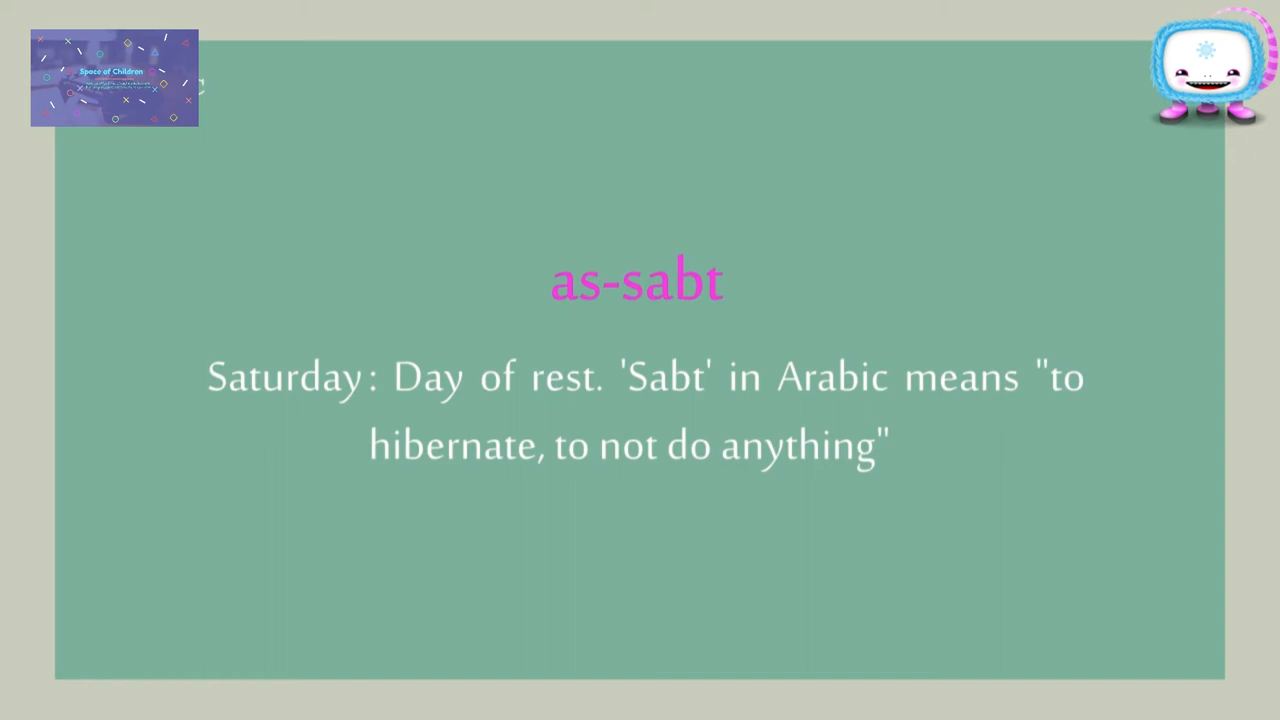 Space of Children
as-sabt
Saturday: Day of rest. 'Sabt' in Arabic means "to
hibernate, to not do anything"